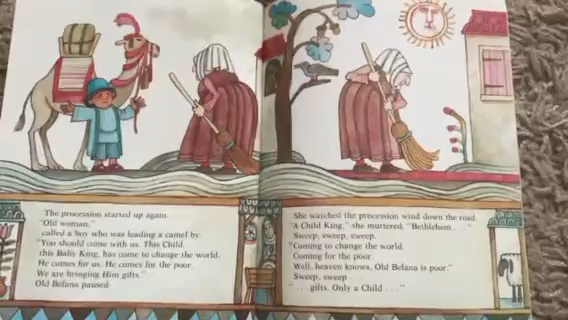 The procession started up again.
"Old woman,"
called a boy who was leading a camel by.
"You should come with us. This Child,
this Baby King, has come to change the world.
He comes for us. He comes for the poor.
We are bringing Him gifts."
Old Befana paused.
She watched the procession wind down the road.
"A Child King," she muttered, "Bethlehem . . ."
Sweep, sweep, sweep.
"Coming to change the world.
Coming for the poor.
Well, heaven knows, Old Befana is poor."
Sweep, sweep . . .
" . . . gifts. Only a Child . . ."